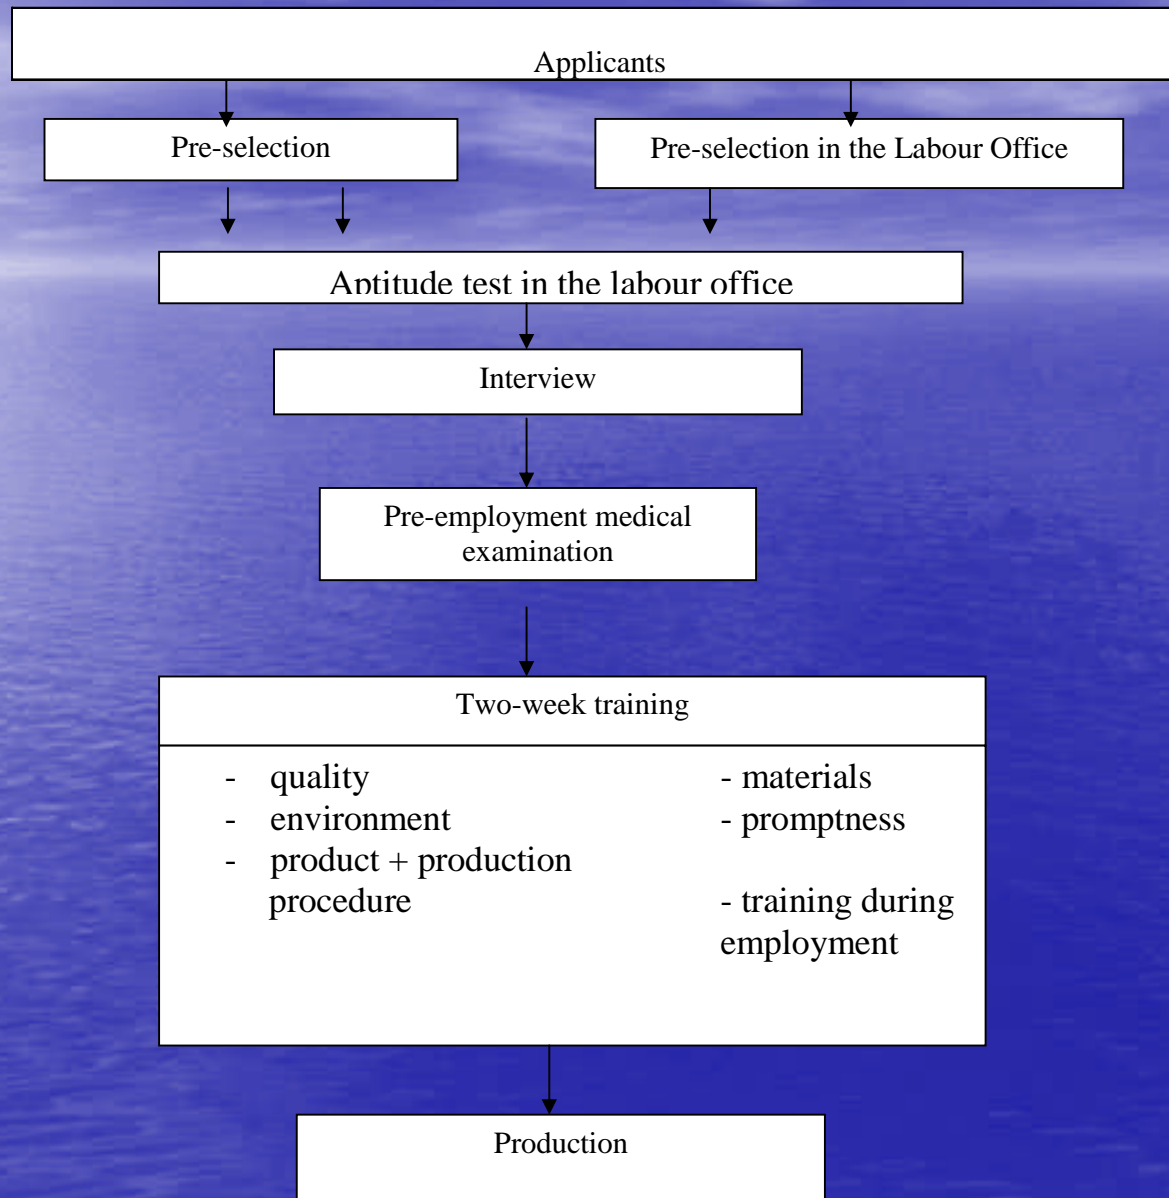 Applicants
Pre-selection
Pre-selection in the Labour Office
Aptitude test in the labour office
Interview
Pre-employment medical
examination
Two-week training
- quality
- environment
- product + production
procedure
- materials
- promptness
- training during
employment
Production